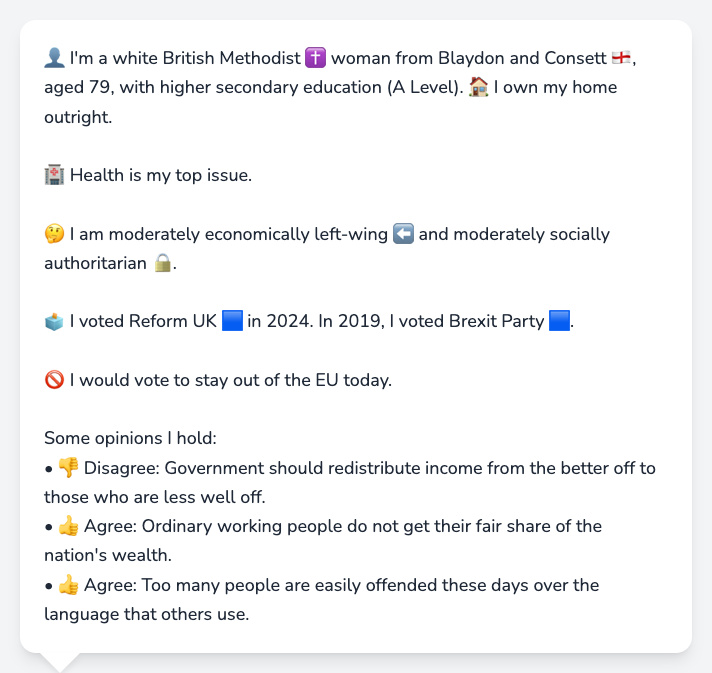 👤 I'm a white British Methodist ✝️ woman from Blaydon and Consett 🏴󠁧󠁢󠁥󠁮󠁧󠁿,
aged 79, with higher secondary education (A Level). 🏠 I own my home
outright.
🏥 Health is my top issue.
🤔 I am moderately economically left-wing ⬅️ and moderately socially
authoritarian 🔒.
🗳️ I voted Reform UK 🟦 in 2024. In 2019, I voted Brexit Party 🟦.
🚫 I would vote to stay out of the EU today.
Some opinions I hold:
• 👎 Disagree: Government should redistribute income from the better off to
those who are less well off.
• 👍 Agree: Ordinary working people do not get their fair share of the
nation's wealth.
• 👍 Agree: Too many people are easily offended these days over the
language that others use.